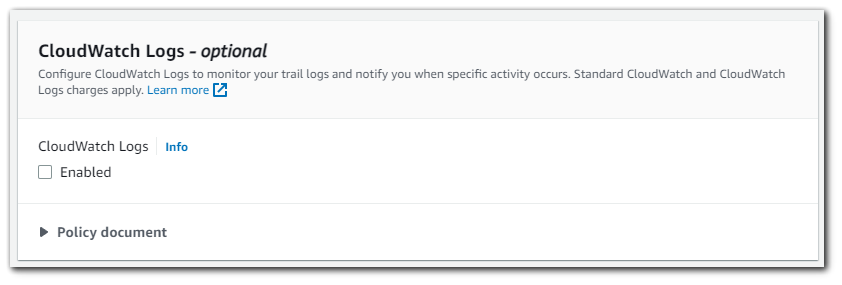 CloudWatch Logs - optional
Configure CloudWatch Logs to monitor your trail logs and notify you when specific activity occurs. Standard CloudWatch and CloudWatch
Logs charges apply. Learn more
CloudWatch Logs Info
Enabled
Policy document